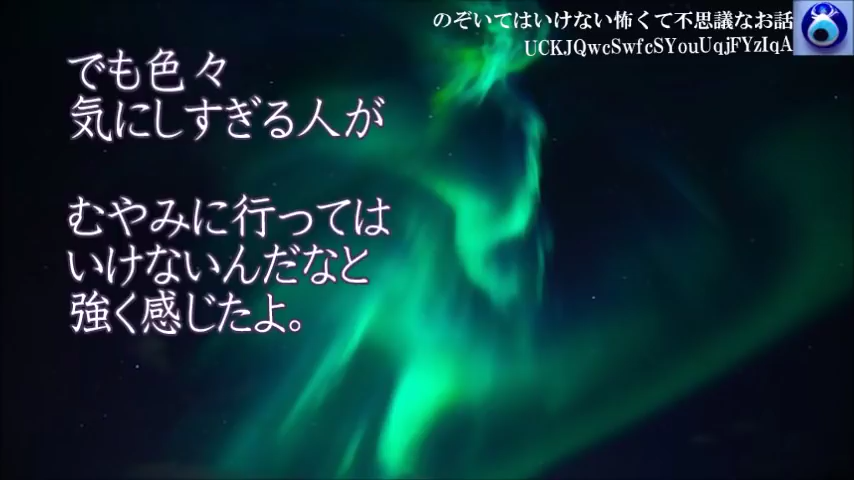 のぞいてはいけない怖くて不思議なお話
UCKJQwcSwfcSYouUqjFYzIqA
でも色々
気にしすぎる人が
むやみに行っては
いけないんだなと
強く感じたよ。